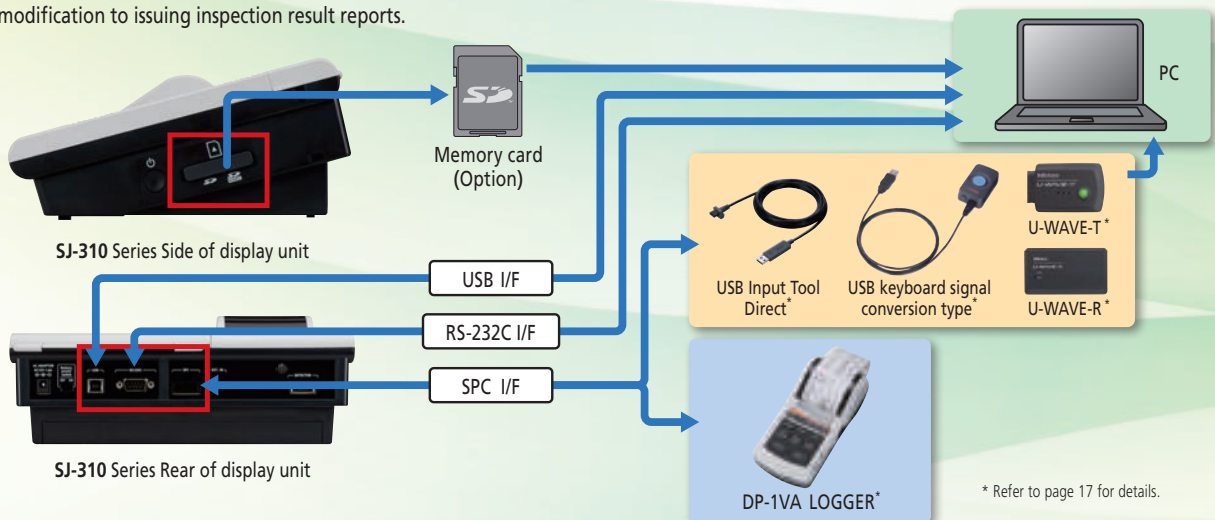 modification to issuing inspection result reports.
PC
Memory card
(Option)
SJ-310 Series Side of display unit
U-WAVE-T*
USB Input Tool
Direct*
USB keyboard signal
conversion type*
U-WAVE-R*
USB I/F
RS-232C I/F
SPC I/F
SJ-310 Series Rear of display unit
DP-1VA LOGGER*
* Refer to page 17 for details.